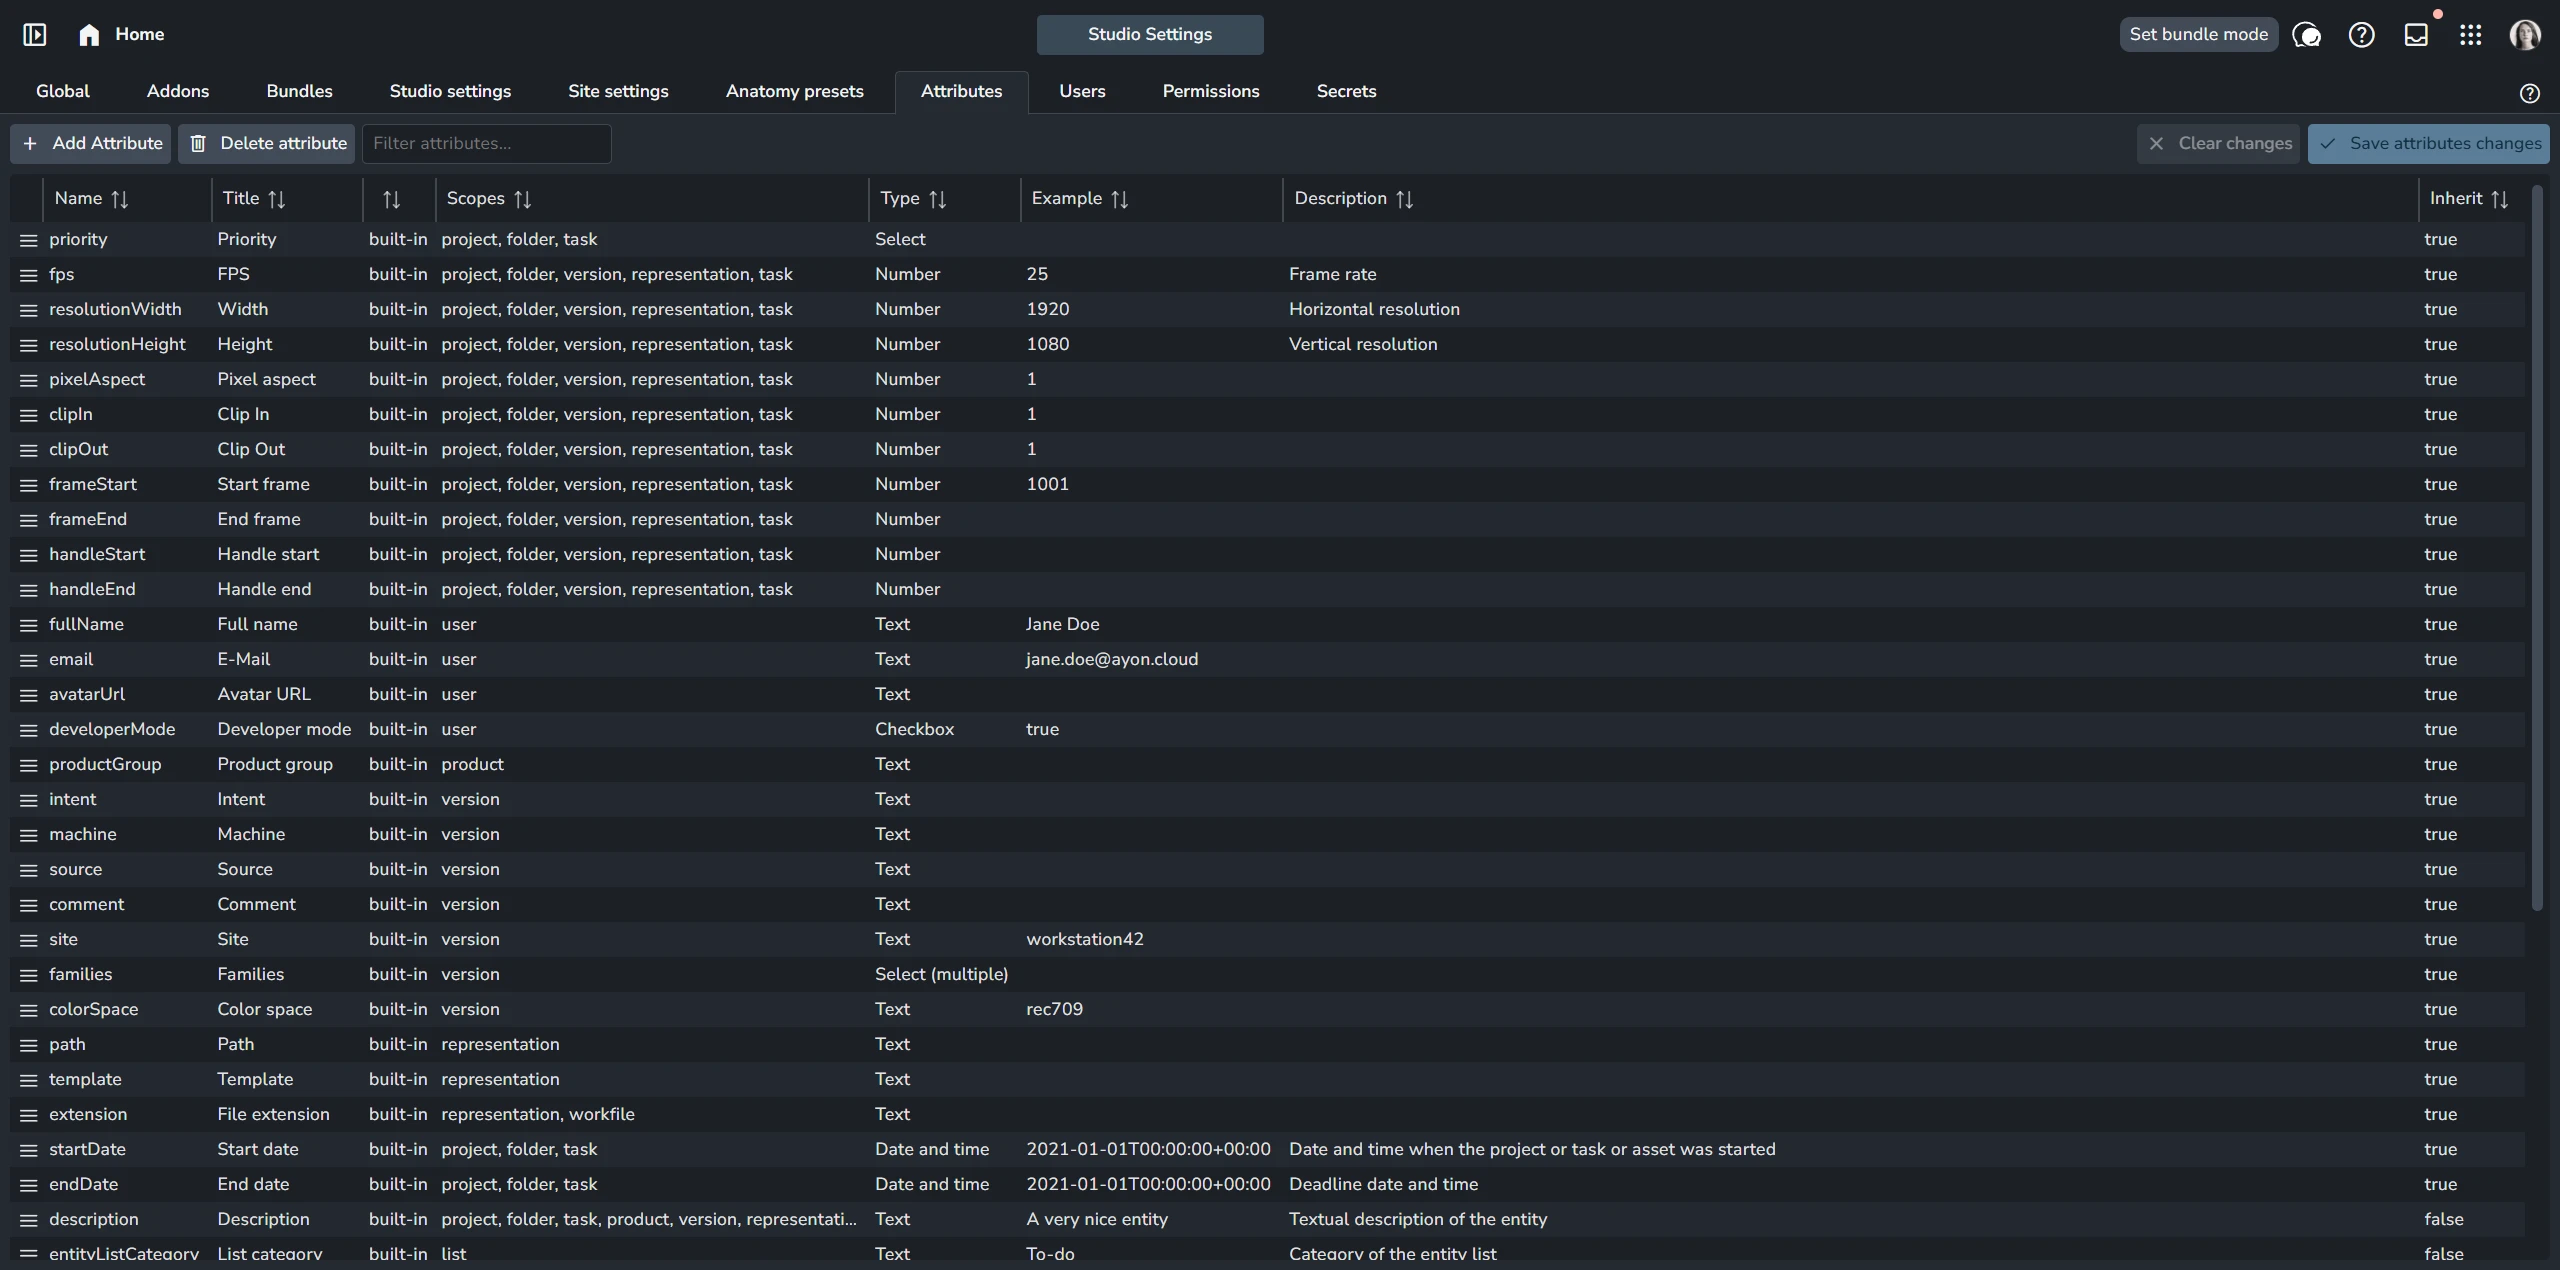 Home Studio Settings Set bundle mode
Global Addons Bundles Studio settings Site settings Anatomy presets Attributes Users Permissions Secrets
Add Attribute Delete attribute Filter attributes... Clear changes Save attributes changes
Name Title Scopes Type Example Description Inherit
priority Priority built-in project, folder, task Select true
fps FPS built-in project, folder, version, representation, task Number 25 Frame rate true
resolutionWidth Width built-in project, folder, version, representation, task Number 1920 Horizontal resolution true
resolutionHeight Height built-in project, folder, version, representation, task Number 1080 Vertical resolution true
pixelAspect Pixel aspect built-in project, folder, version, representation, task Number 1 true
clipIn Clip In built-in project, folder, version, representation, task Number 1 true
clipOut Clip Out built-in project, folder, version, representation, task Number 1 true
frameStart Start frame built-in project, folder, version, representation, task Number 1001 true
frameEnd End frame built-in project, folder, version, representation, task Number true
handleStart Handle start built-in project, folder, version, representation, task Number true
handleEnd Handle end built-in project, folder, version, representation, task Number true
fullName Full name built-in user Text Jane Doe true
email E-Mail built-in user Text jane.doe@ayon.cloud true
avatarUrl Avatar URL built-in user Text true
developerMode Developer mode built-in user Checkbox true true
productGroup Product group built-in product Text true
intent Intent built-in version Text true
machine Machine built-in version Text true
source Source built-in version Text true
comment Comment built-in version Text true
site Site built-in version Text workstation42 true
families Families built-in version Select (multiple) true
colorSpace Color space built-in version Text rec709 true
path Path built-in representation Text true
template Template built-in representation Text true
extension File extension built-in representation, workfile Text true
startDate Start date built-in project, folder, task Date and time 2021-01-01T00:00:00+00:00 Date and time when the project or task or asset was started true
endDate End date built-in project, folder, task Date and time 2021-01-01T00:00:00+00:00 Deadline date and time true
description Description built-in project, folder, task, product, version, representati... Text A very nice entity Textual description of the entity false
entityListCategory List category built-in list Text To-do Category of the entity list false